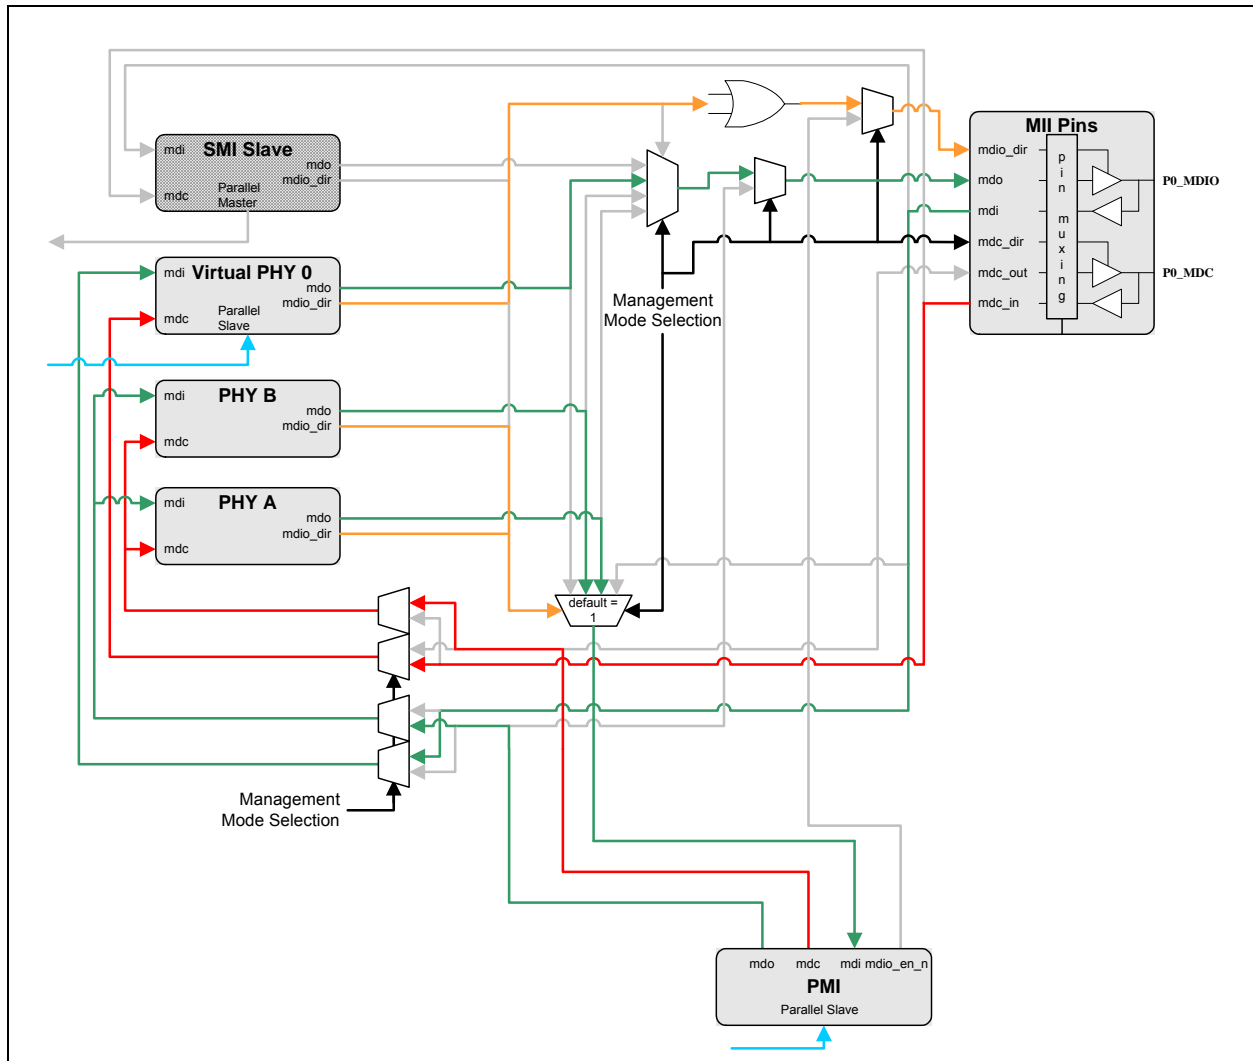 SMI Slave
mdi
mdo
mdio_dir
mdc
Parallel
Master
Virtual PHY 0
mdi
mdo
mdio_dir
mdc
Parallel
Slave
PHY B
mdi
mdo
mdio_dir
mdc
PHY A
mdi
mdo
mdio_dir
mdc
Management
Mode Selection
default =
1
Management
Mode Selection
MII Pins
mdio_dir
mdo
mdi
mdc_dir
mdc_out
mdc_in
pin muxing
P0_MDIO
P0_MDC
mdo mdc mdi mdio_en_n
PMI
Parallel Slave